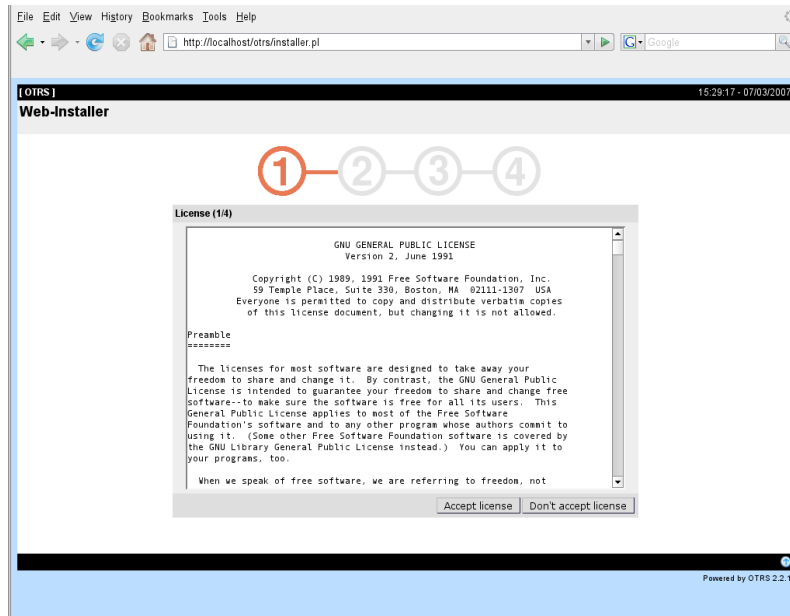 File Edit View History Bookmarks Tools Help
http://localhost/otrs/installer.pl
G Google
[ OTRS ]
15:29:17 - 07/03/2007
Web-Installer
1 2 3 4
License (1/4)
GNU GENERAL PUBLIC LICENSE
Version 2, June 1991
Copyright (C) 1989, 1991 Free Software Foundation, Inc.
59 Temple Place, Suite 330, Boston, MA 02111-1307 USA
Everyone is permitted to copy and distribute verbatim copies
of this license document, but changing it is not allowed.
Preamble
========
The licenses for most software are designed to take away your
freedom to share and change it. By contrast, the GNU General Public
License is intended to guarantee your freedom to share and change free
software--to make sure the software is free for all its users. This
General Public License applies to most of the Free Software
Foundation's software and to any other program whose authors commit to
using it. (Some other Free Software Foundation software is covered by
the GNU Library General Public License instead.) You can apply it to
your programs, too.
When we speak of free software, we are referring to freedom, not
Accept license Don't accept license
Powered by OTRS 2.2.1